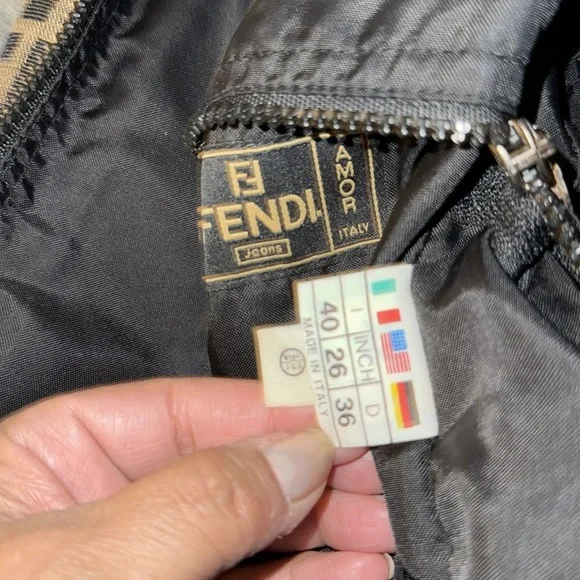 FF
FENDI.
Jeans
AMOR
ITALY
I INCH D
40 26 36
MADE IN ITALY